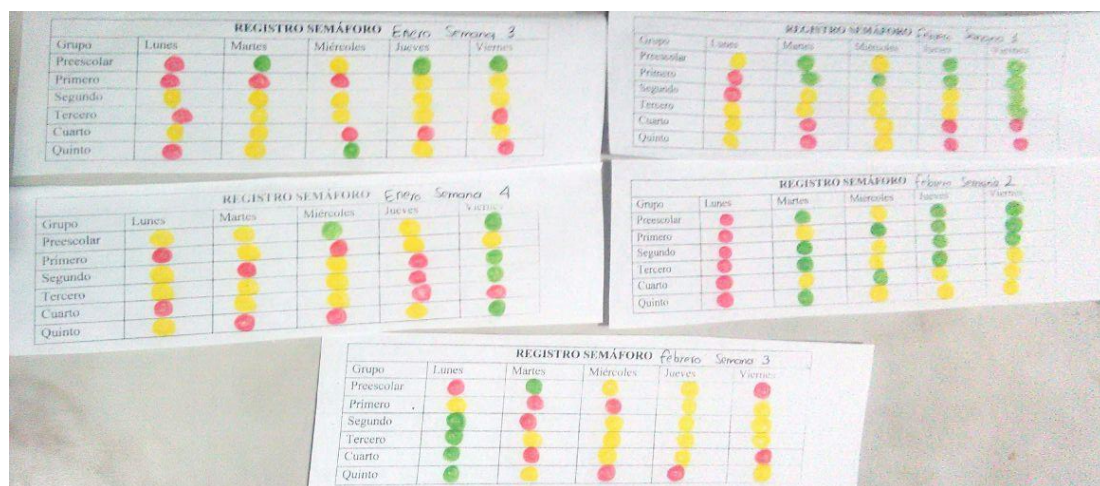 REGISTRO SEMÁFORO Enero Semana 3
Grupo Lunes Martes Miércoles Jueves Viernes
Preescolar
Primero
Segundo
Tercero
Cuarto
Quinto
REGISTRO SEMÁFORO febrero Semana 1
Grupo Lunes Martes Miércoles Jueves Viernes
Preescolar
Primero
Segundo
Tercero
Cuarto
Quinto
REGISTRO SEMÁFORO Enero Semana 4
Grupo Lunes Martes Miércoles Jueves Viernes
Preescolar
Primero
Segundo
Tercero
Cuarto
Quinto
REGISTRO SEMÁFORO febrero Semana 2
Grupo Lunes Martes Miércoles Jueves Viernes
Preescolar
Primero
Segundo
Tercero
Cuarto
Quinto
REGISTRO SEMÁFORO febrero Semana 3
Grupo Lunes Martes Miércoles Jueves Viernes
Preescolar
Primero
Segundo
Tercero
Cuarto
Quinto